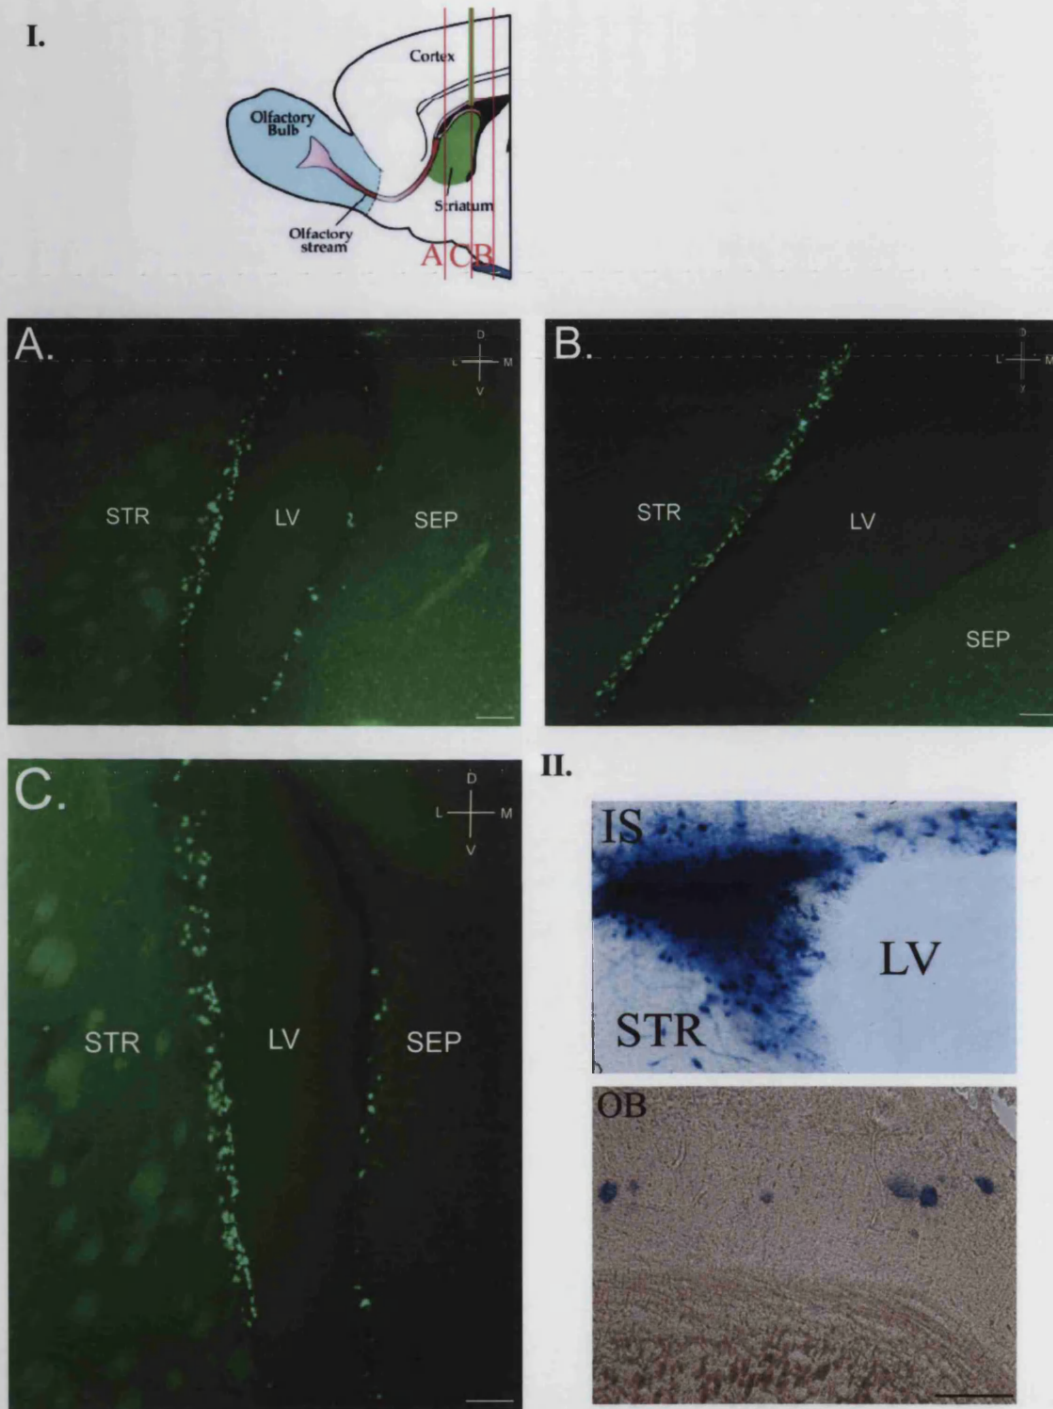 I.
Cortex
Olfactory
Bulb
Striatum
Olfactory
stream
A C B
A.
D
L M
V
STR
LV
SEP
B.
D
L M
V
STR
LV
SEP
C.
D
L M
V
STR
LV
SEP
II.
IS
LV
STR
OB